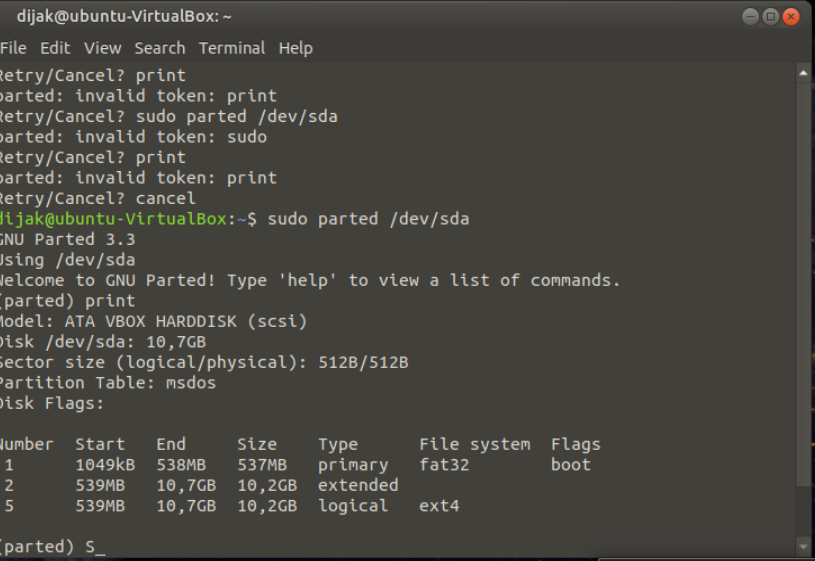 dijak@ubuntu-VirtualBox: ~
File Edit View Search Terminal Help
Retry/Cancel? print
parted: invalid token: print
Retry/Cancel? sudo parted /dev/sda
parted: invalid token: sudo
Retry/Cancel? print
parted: invalid token: print
Retry/Cancel? cancel
dijak@ubuntu-VirtualBox:~$ sudo parted /dev/sda
GNU Parted 3.3
Using /dev/sda
Welcome to GNU Parted! Type 'help' to view a list of commands.
(parted) print
Model: ATA VBOX HARDDISK (scsi)
Disk /dev/sda: 10,7GB
Sector size (logical/physical): 512B/512B
Partition Table: msdos
Disk Flags:
Number Start End Size Type File system Flags
1 1049kB 538MB 537MB primary fat32 boot
2 539MB 10,7GB 10,2GB extended
5 539MB 10,7GB 10,2GB logical ext4
(parted) S_